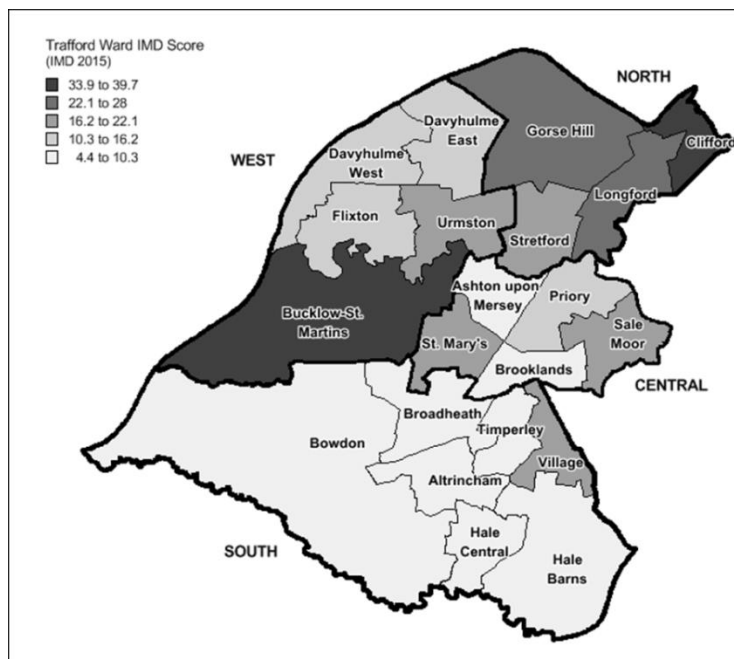 Trafford Ward IMD Score
(IMD 2015)
33.9 to 39.7
22.1 to 28
16.2 to 22.1
10.3 to 16.2
4.4 to 10.3
NORTH
WEST
Davyhulme
East
Gorse Hill
Clifford
Davyhulme
West
Longford
Flixton
Urmston
Stretford
Ashton upon
Mersey
Priory
Bucklow-St.
Martins
St. Mary's
Sale
Moor
Brooklands
CENTRAL
Broadheath
Timperley
Bowdon
Village
Altrincham
SOUTH
Hale
Central
Hale
Barns